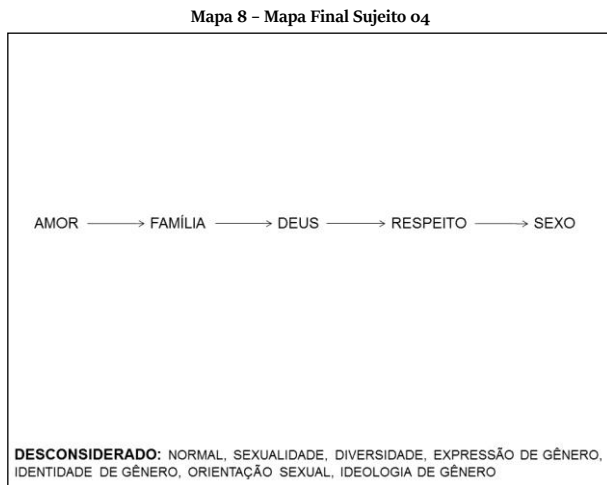 Mapa 8 – Mapa Final Sujeito 04
AMOR → FAMÍLIA → DEUS → RESPEITO → SEXO
DESCONSIDERADO: NORMAL, SEXUALIDADE, DIVERSIDADE, EXPRESSÃO DE GÊNERO,
IDENTIDADE DE GÊNERO, ORIENTAÇÃO SEXUAL, IDEOLOGIA DE GÊNERO